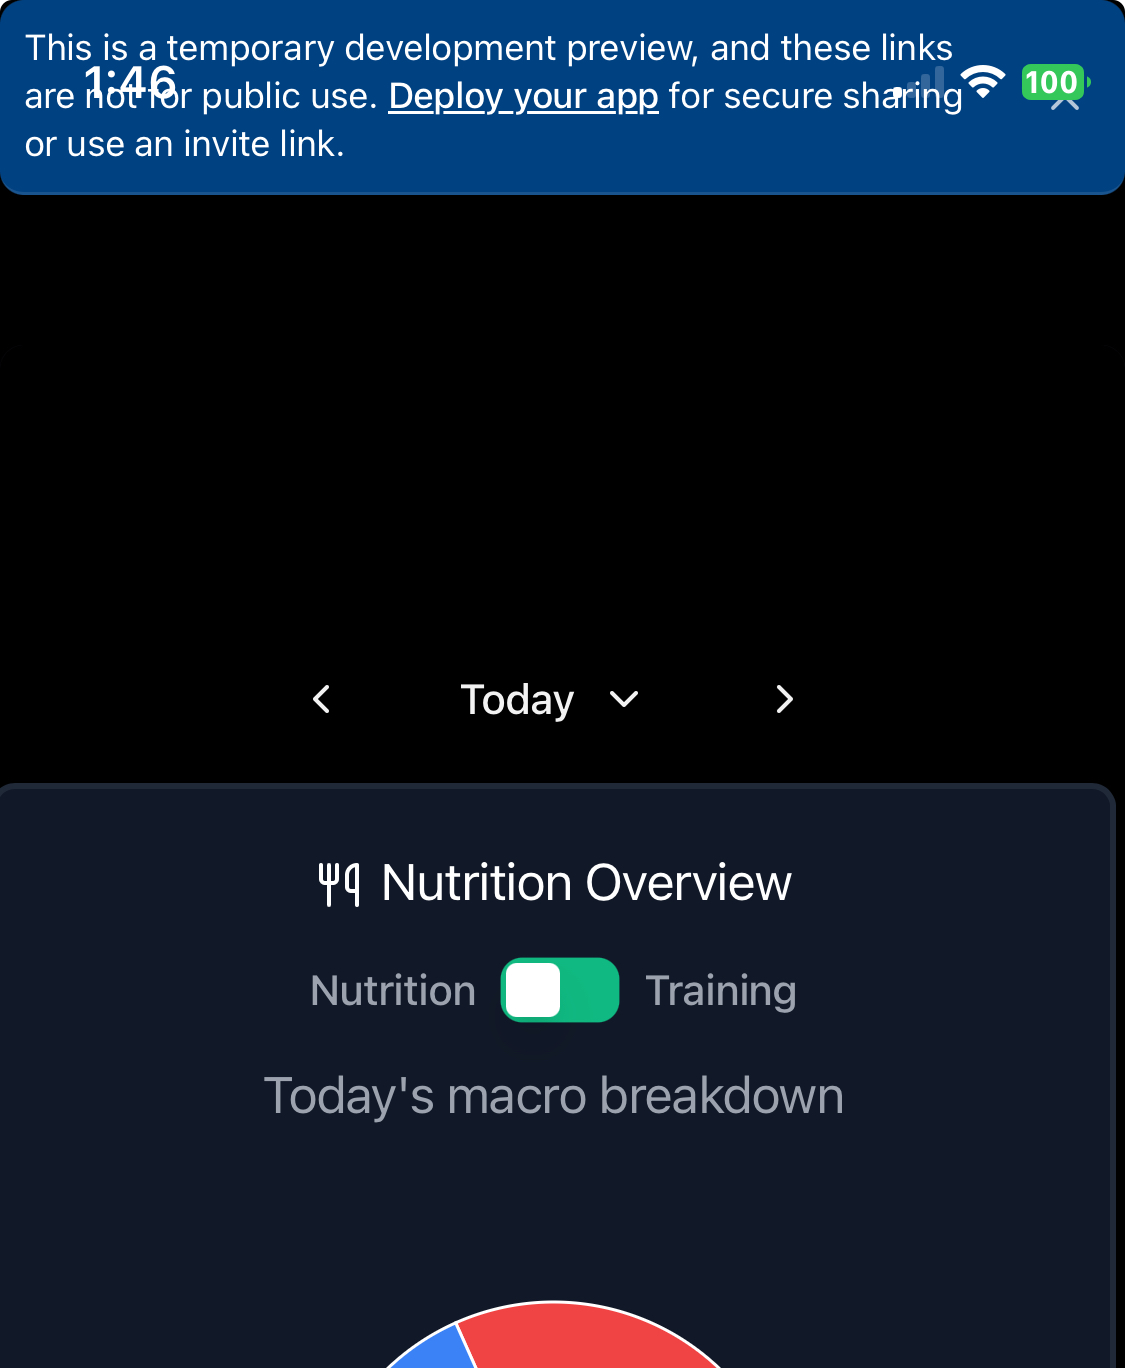 This is a temporary development preview, and these links
1:46
are not for public use. Deploy your app for secure sharing
100
or use an invite link.
Today
Nutrition Overview
Nutrition
Training
Today's macro breakdown